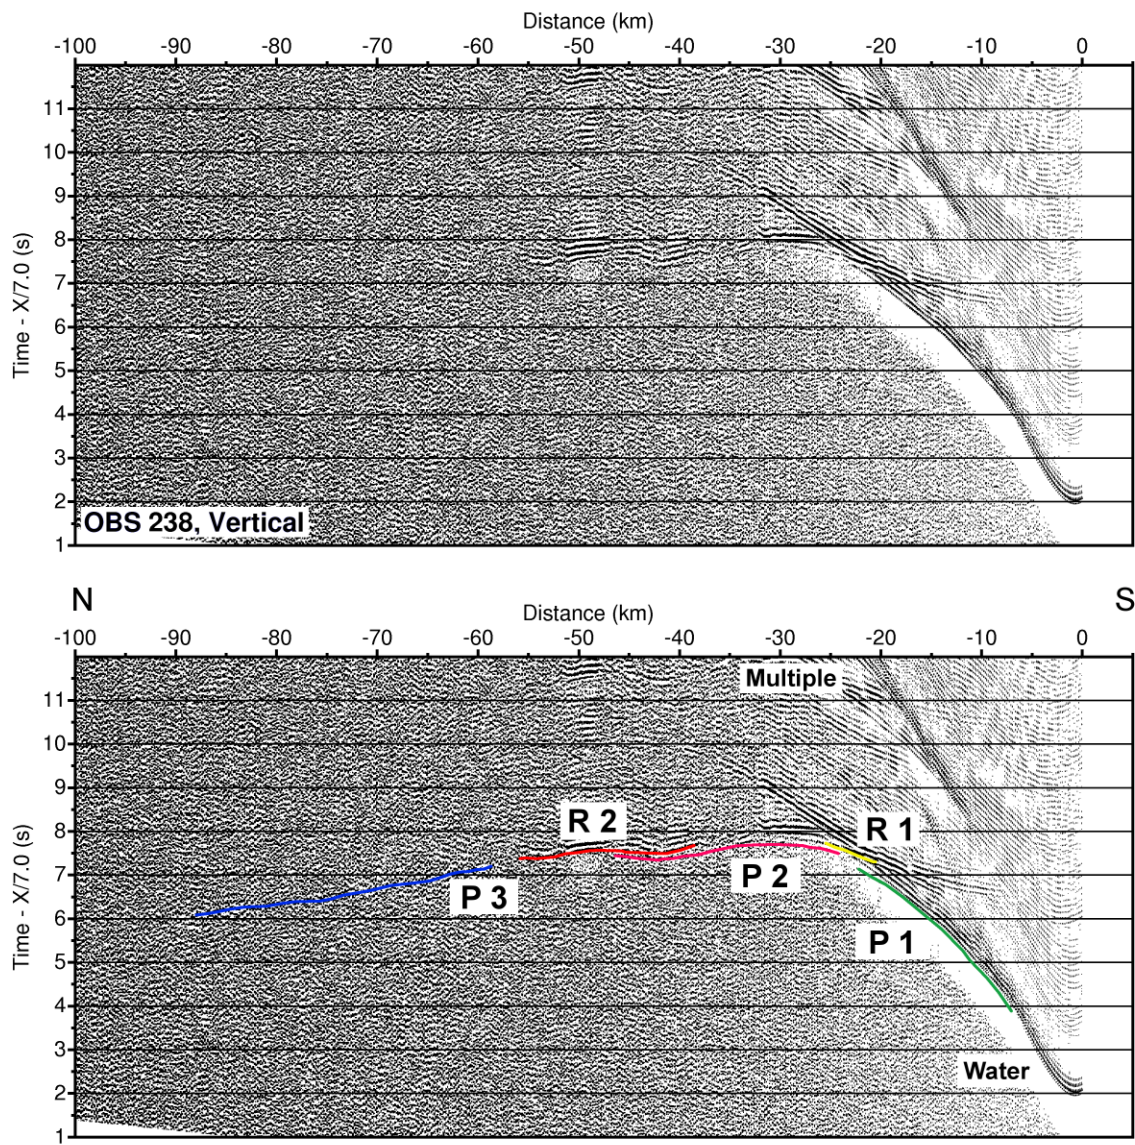 Distance (km)
-100 -90 -80 -70 -60 -50 -40 -30 -20 -10 0
11
10
9
8
7
6
5
4
3
2
1
Time - X/7.0 (s)
OBS 238, Vertical
N
S
Distance (km)
-100 -90 -80 -70 -60 -50 -40 -30 -20 -10 0
Multiple
11
10
9
8
7
6
5
4
3
2
1
Time - X/7.0 (s)
R 2
R 1
P 2
P 3
P 1
Water